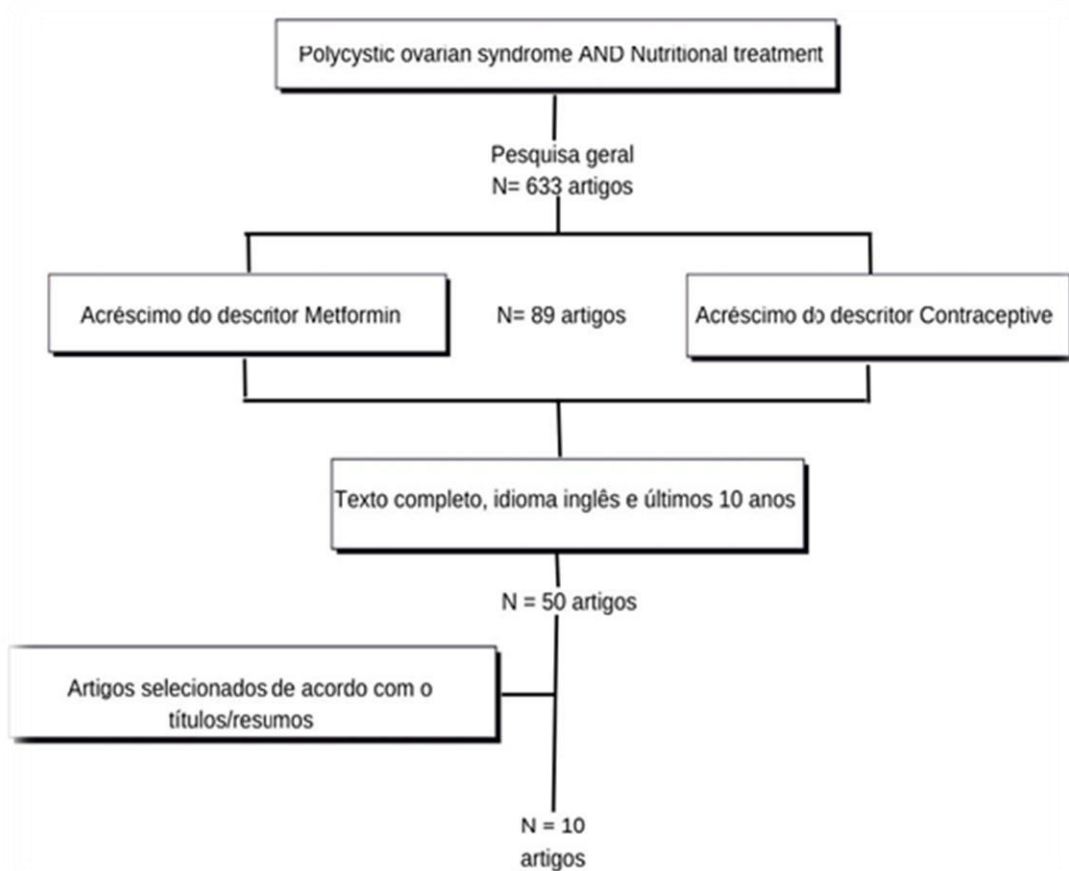 Polycystic ovarian syndrome AND Nutritional treatment
Pesquisa geral
N= 633 artigos
Acréscimo do descritor Metformin
N= 89 artigos
Acréscimo do descritor Contraceptive
Texto completo, idioma inglês e últimos 10 anos
N = 50 artigos
Artigos selecionados de acordo com o
títulos/resumos
N = 10
artigos